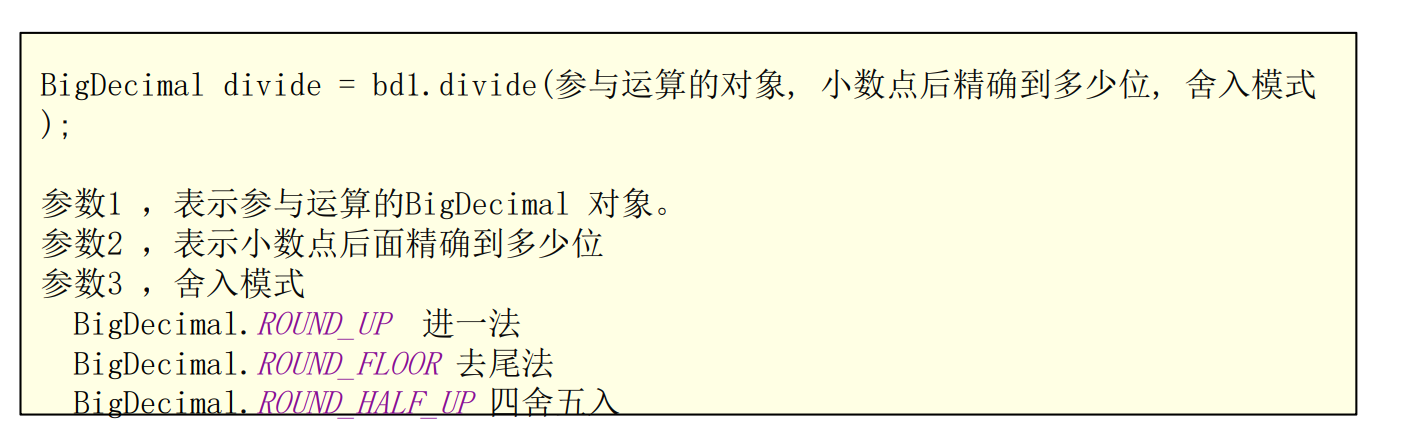 BigDecimal divide = bd1.divide(参与运算的对象, 小数点后精确到多少位, 舍入模式
);
参数1 ，表示参与运算的BigDecimal 对象。
参数2 ，表示小数点后面精确到多少位
参数3 ，舍入模式
BigDecimal.ROUND_UP 进一法
BigDecimal.ROUND_FLOOR 去尾法
BigDecimal.ROUND_HALF_UP 四舍五入